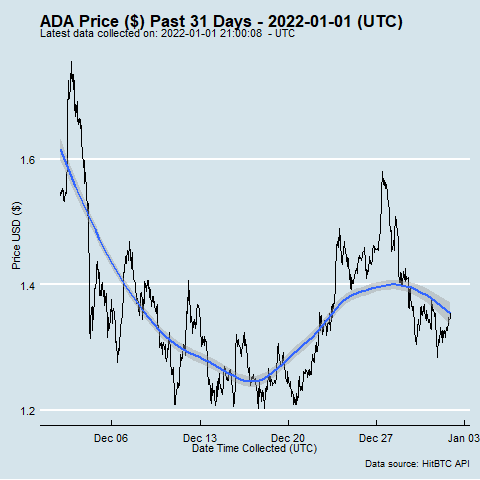 ADA Price ($) Past 31 Days - 2022-01-01 (UTC)
Latest data collected on: 2022-01-01 21:00:08 - UTC
Price USD ($)
1.6
1.4
1.2
Dec 06 Dec 13 Dec 20 Dec 27 Jan 03
Date Time Collected (UTC)
Data source: HitBTC API